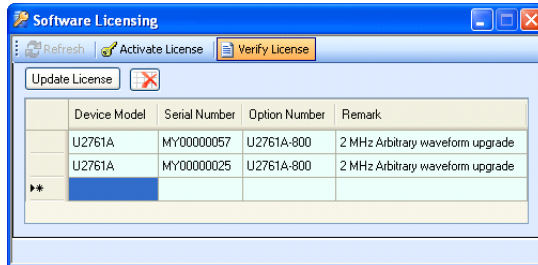 Software Licensing
Refresh Activate License Verify License
Update License
Device Model Serial Number Option Number Remark
U2761A MY00000057 U2761A-800 2 MHz Arbitrary waveform upgrade
U2761A MY00000025 U2761A-800 2 MHz Arbitrary waveform upgrade